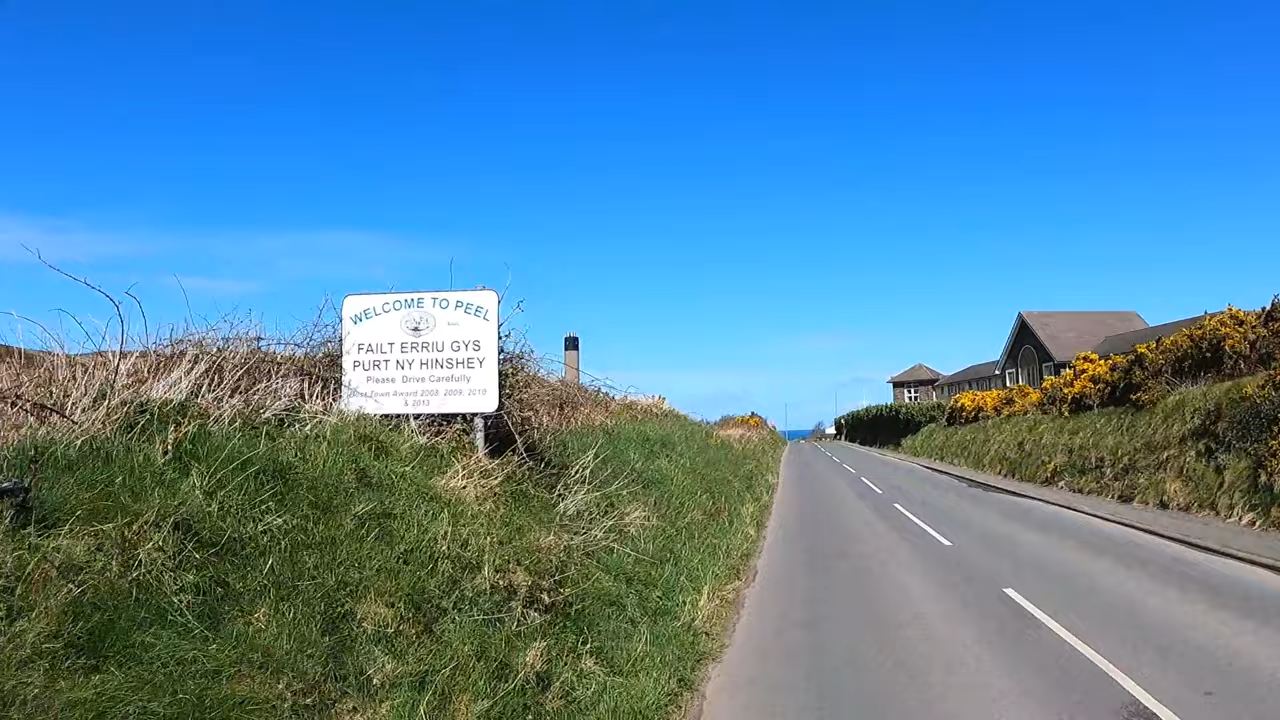 WELCOME TO PEEL
FAILT ERRIU GYS
PURT NY HINSHEY
Please Drive Carefully
Best Town Award 2008, 2009, 2010
& 2013